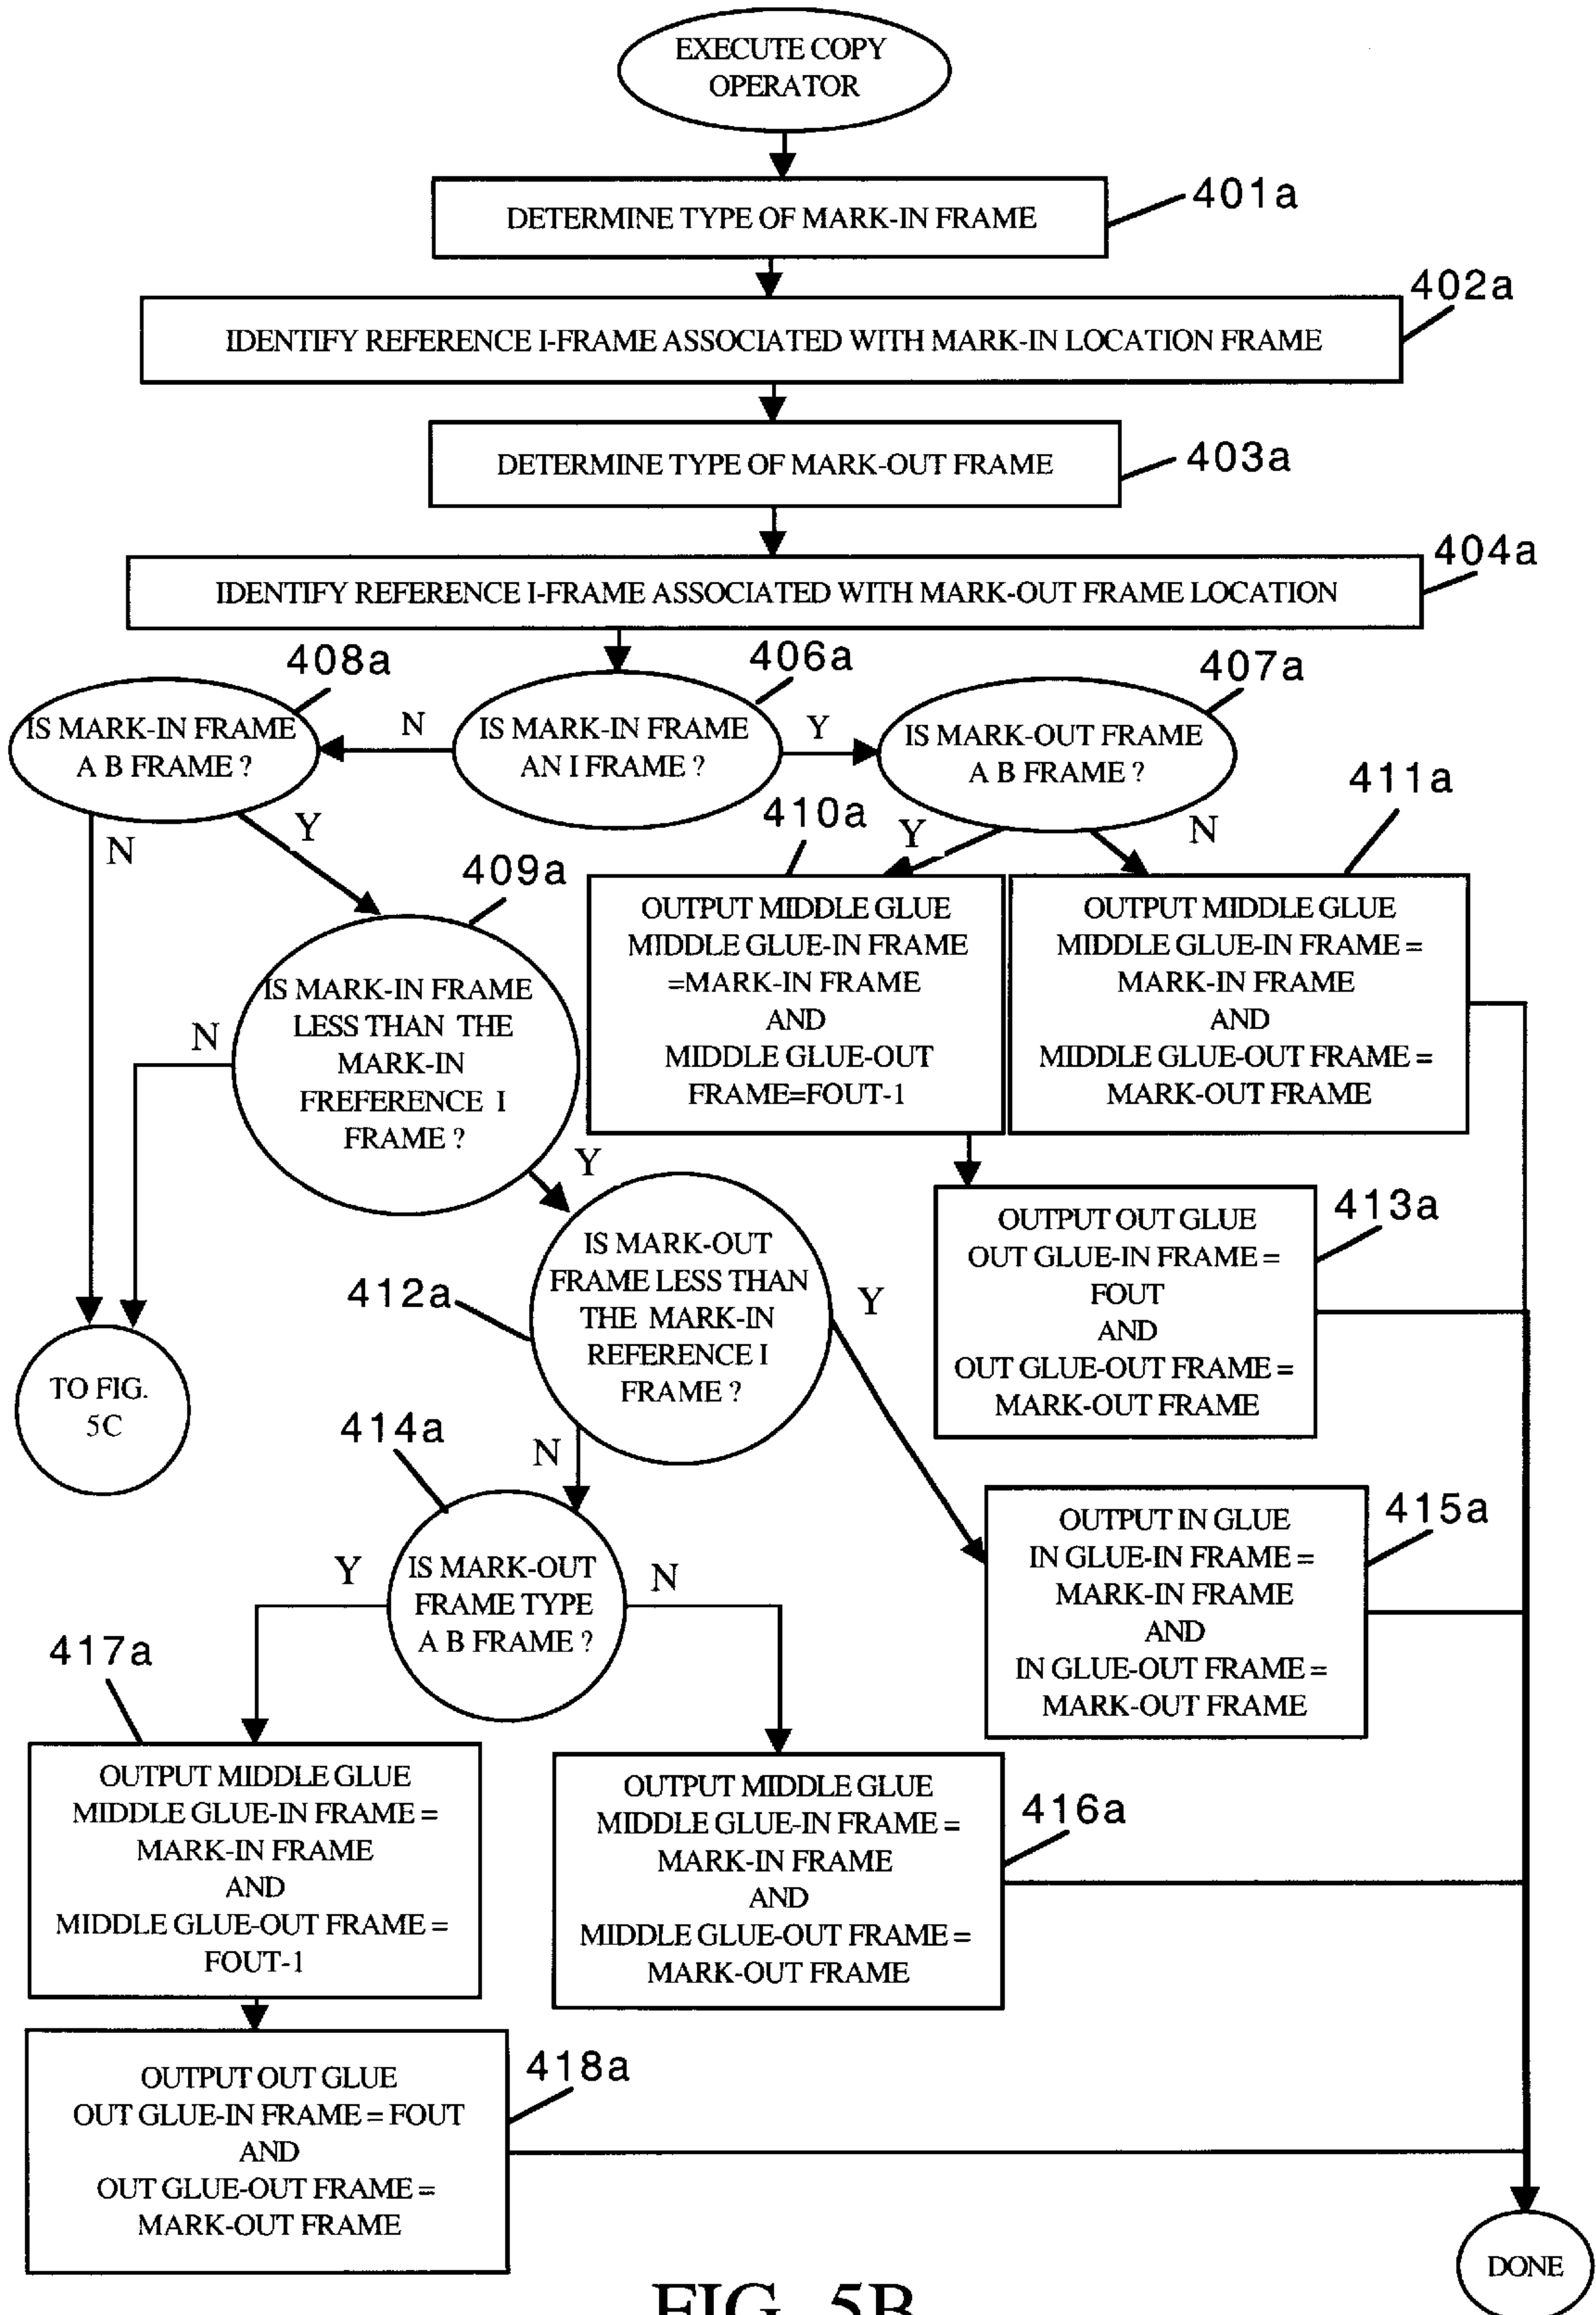 EXECUTE COPY
OPERATOR
401a
DETERMINE TYPE OF MARK-IN FRAME
402a
IDENTIFY REFERENCE I-FRAME ASSOCIATED WITH MARK-IN LOCATION FRAME
403a
DETERMINE TYPE OF MARK-OUT FRAME
404a
IDENTIFY REFERENCE I-FRAME ASSOCIATED WITH MARK-OUT FRAME LOCATION
408a
IS MARK-IN FRAME
A B FRAME ?
N
406a
IS MARK-IN FRAME
AN I FRAME ?
Y
407a
IS MARK-OUT FRAME
A B FRAME ?
N
Y
Y
N
409a
IS MARK-IN FRAME
LESS THAN THE
MARK-IN
FREFERENCE I
FRAME ?
N
Y
410a
OUTPUT MIDDLE GLUE
MIDDLE GLUE-IN FRAME
=MARK-IN FRAME
AND
MIDDLE GLUE-OUT
FRAME=FOUT-1
411a
OUTPUT MIDDLE GLUE
MIDDLE GLUE-IN FRAME =
MARK-IN FRAME
AND
MIDDLE GLUE-OUT FRAME =
MARK-OUT FRAME
412a
IS MARK-OUT
FRAME LESS THAN
THE MARK-IN
REFERENCE I
FRAME ?
Y
N
413a
OUTPUT OUT GLUE
OUT GLUE-IN FRAME =
FOUT
AND
OUT GLUE-OUT FRAME =
MARK-OUT FRAME
TO FIG.
5C
414a
IS MARK-OUT
FRAME TYPE
A B FRAME ?
Y
N
415a
OUTPUT IN GLUE
IN GLUE-IN FRAME =
MARK-IN FRAME
AND
IN GLUE-OUT FRAME =
MARK-OUT FRAME
417a
OUTPUT MIDDLE GLUE
MIDDLE GLUE-IN FRAME =
MARK-IN FRAME
AND
MIDDLE GLUE-OUT FRAME =
FOUT-1
416a
OUTPUT MIDDLE GLUE
MIDDLE GLUE-IN FRAME =
MARK-IN FRAME
AND
MIDDLE GLUE-OUT FRAME =
MARK-OUT FRAME
418a
OUTPUT OUT GLUE
OUT GLUE-IN FRAME = FOUT
AND
OUT GLUE-OUT FRAME =
MARK-OUT FRAME
DONE
FIG. 5B